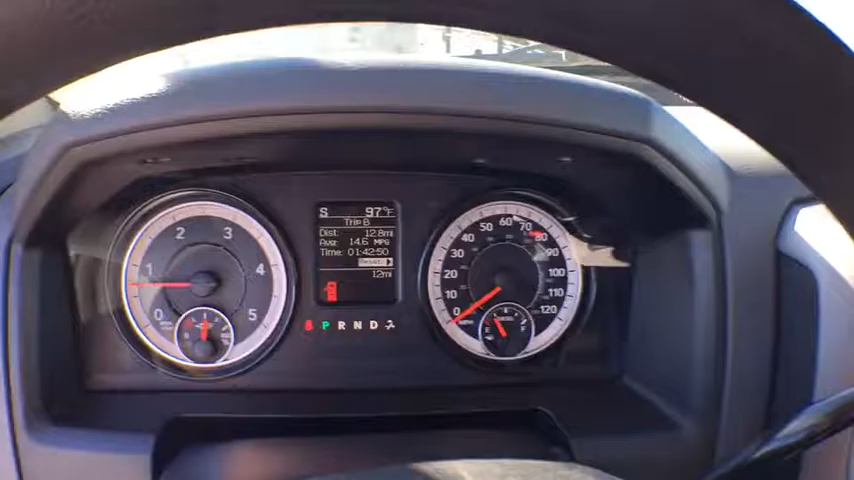 S 97°F
Trip B
Dist: 12.8mi
Avg: 14.6 MPG
Time: 01:42:50
Reset
12mi
0 1 2 3 4 5
0 10 20 30 40 50 60 70 80 90 100 110 120
mph
E F
P R N D